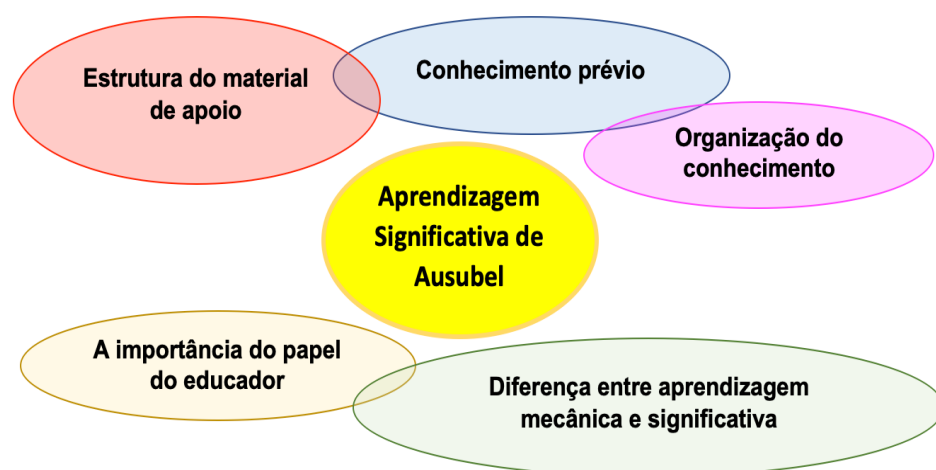 Estrutura do material
de apoio
Conhecimento prévio
Organização do
conhecimento
Aprendizagem
Significativa de
Ausubel
A importância do papel
do educador
Diferença entre aprendizagem
mecânica e significativa